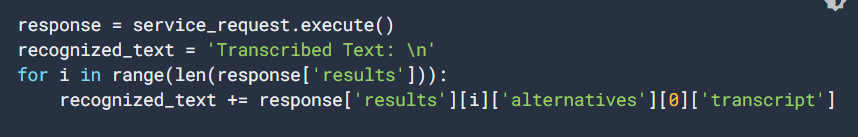 response = service_request.execute()
recognized_text = 'Transcribed Text: \n'
for i in range(len(response['results'])):
    recognized_text += response['results'][i]['alternatives'][0]['transcript']